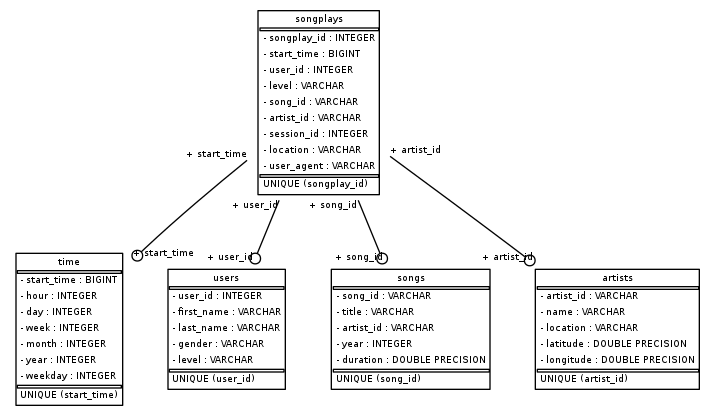 songplays
- songplay_id : INTEGER
- start_time : BIGINT
- user_id : INTEGER
- level : VARCHAR
- song_id : VARCHAR
- artist_id : VARCHAR
- session_id : INTEGER
- location : VARCHAR
- user_agent : VARCHAR
UNIQUE (songplay_id)
+ start_time
+ artist_id
+ user_id
+ song_id
+ start_time
+ user_id
+ song_id
+ artist_id
time
- start_time : BIGINT
- hour : INTEGER
- day : INTEGER
- week : INTEGER
- month : INTEGER
- year : INTEGER
- weekday : INTEGER
UNIQUE (start_time)
users
- user_id : INTEGER
- first_name : VARCHAR
- last_name : VARCHAR
- gender : VARCHAR
- level : VARCHAR
UNIQUE (user_id)
songs
- song_id : VARCHAR
- title : VARCHAR
- artist_id : VARCHAR
- year : INTEGER
- duration : DOUBLE PRECISION
UNIQUE (song_id)
artists
- artist_id : VARCHAR
- name : VARCHAR
- location : VARCHAR
- latitude : DOUBLE PRECISION
- longitude : DOUBLE PRECISION
UNIQUE (artist_id)